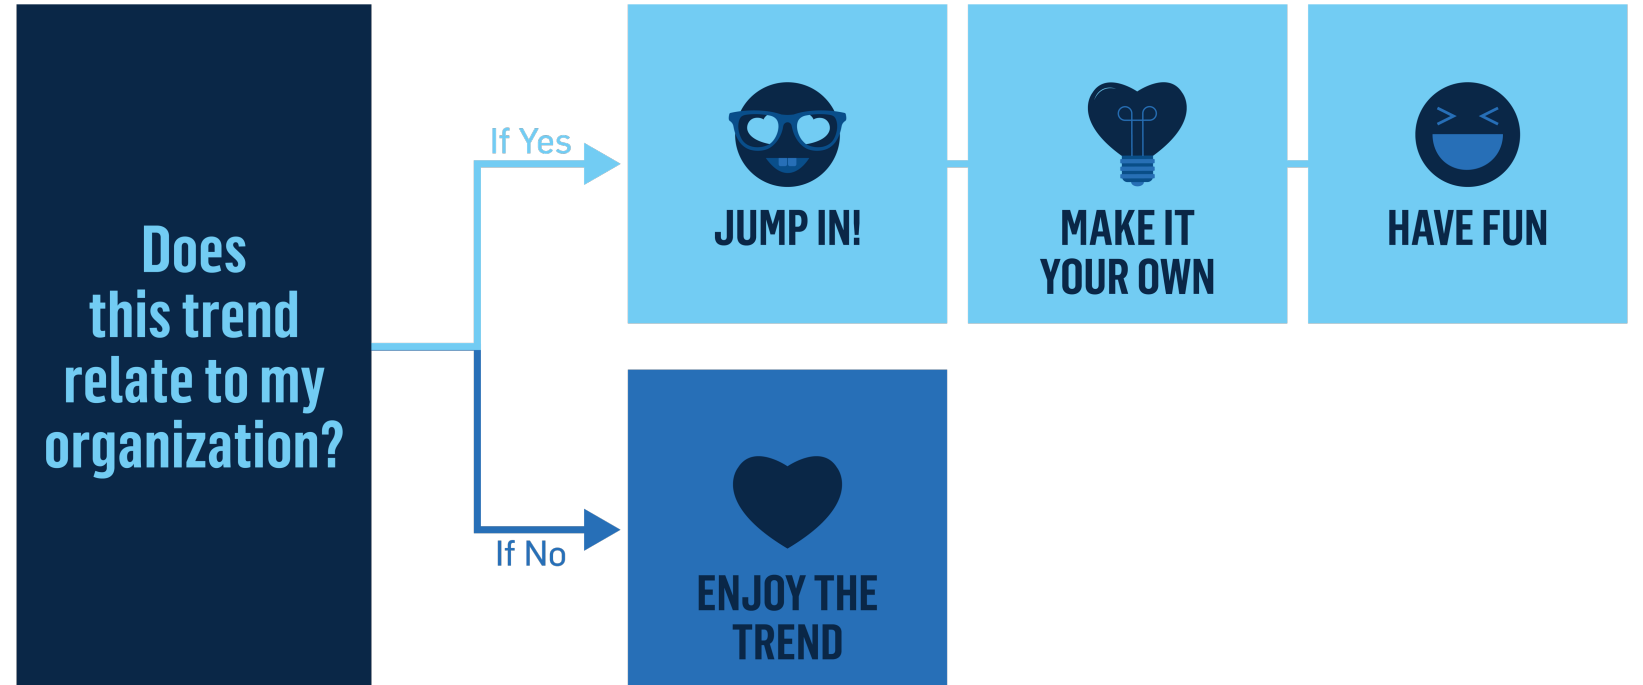 Does
this trend
relate to my
organization?
If Yes
JUMP IN!
MAKE IT
YOUR OWN
HAVE FUN
If No
ENJOY THE
TREND